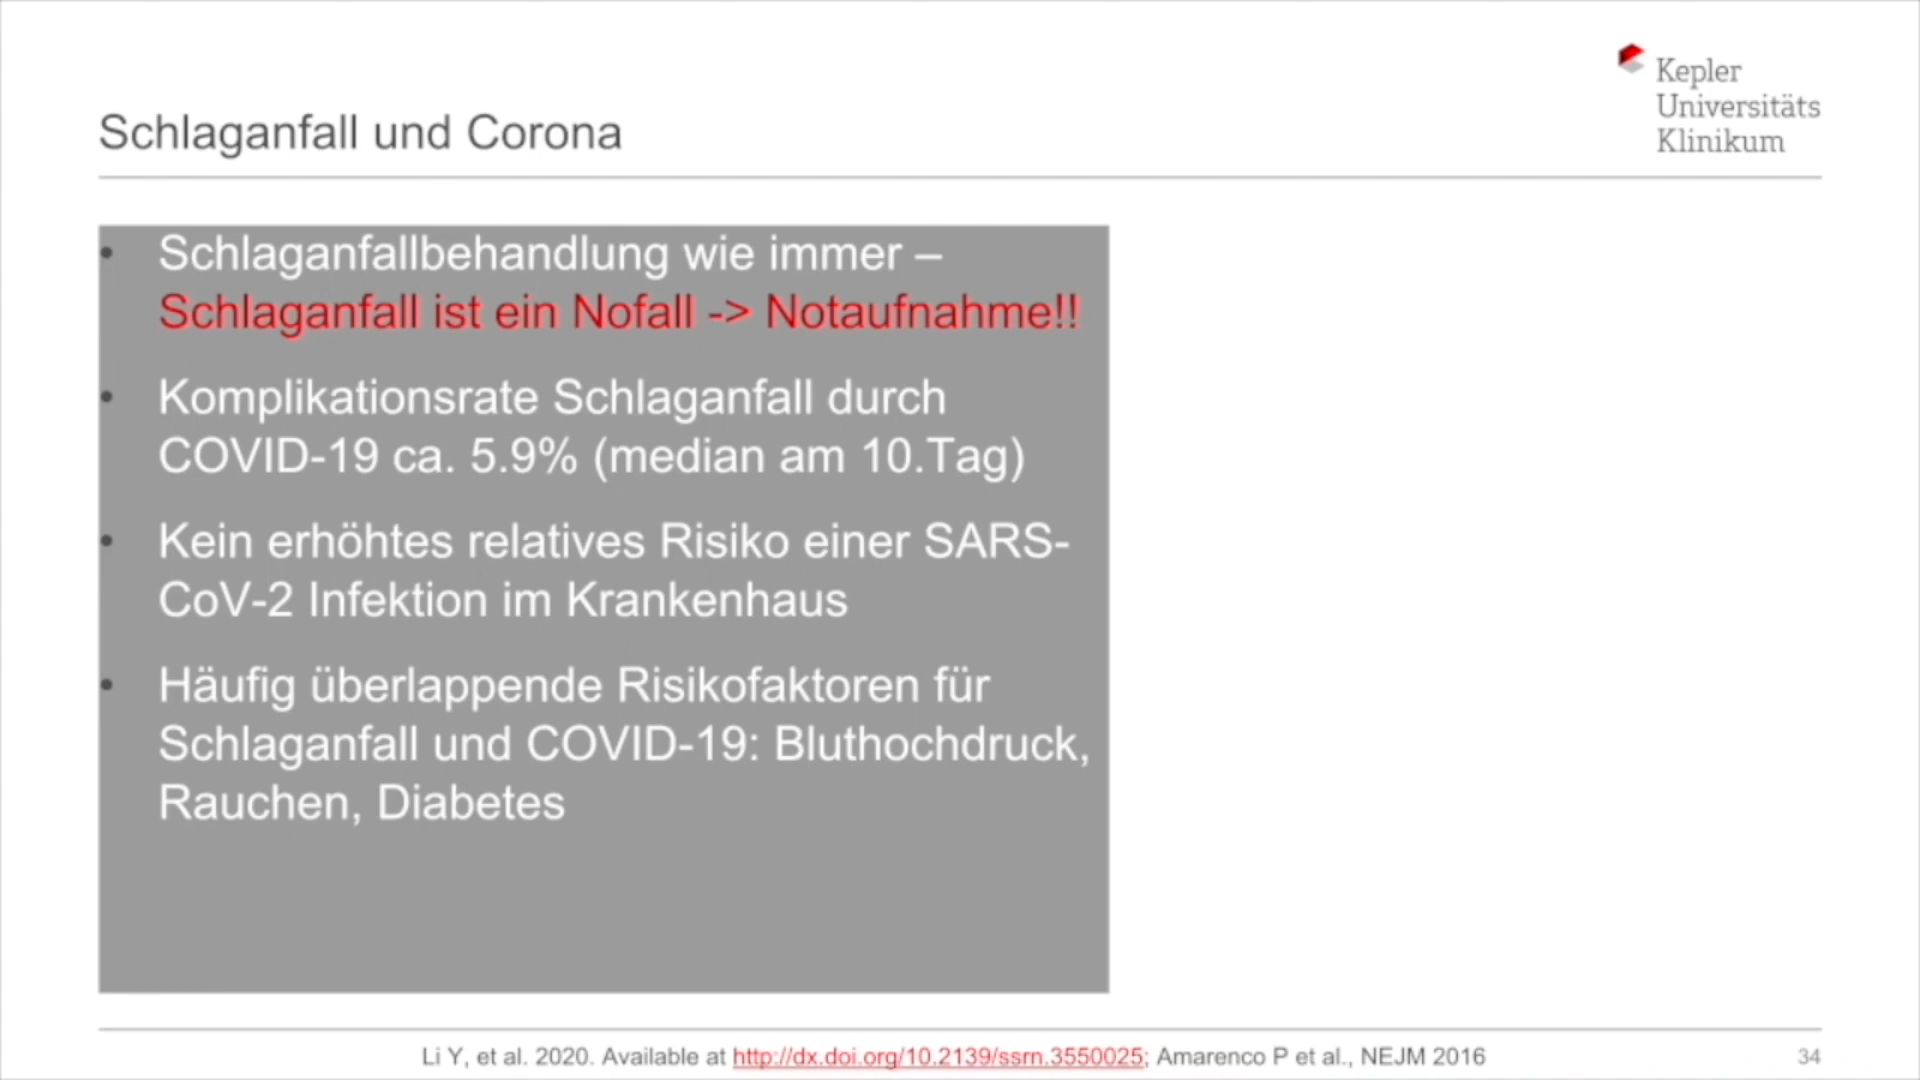 Kepler
Universitäts
Klinikum
Schlaganfall und Corona
• Schlaganfallbehandlung wie immer –
Schlaganfall ist ein Nofall -> Notaufnahme!!
• Komplikationsrate Schlaganfall durch
COVID-19 ca. 5.9% (median am 10.Tag)
• Kein erhöhtes relatives Risiko einer SARS-
CoV-2 Infektion im Krankenhaus
• Häufig überlappende Risikofaktoren für
Schlaganfall und COVID-19: Bluthochdruck,
Rauchen, Diabetes
Li Y, et al. 2020. Available at http://dx.doi.org/10.2139/ssrn.3550025; Amarenco P et al., NEJM 2016
34